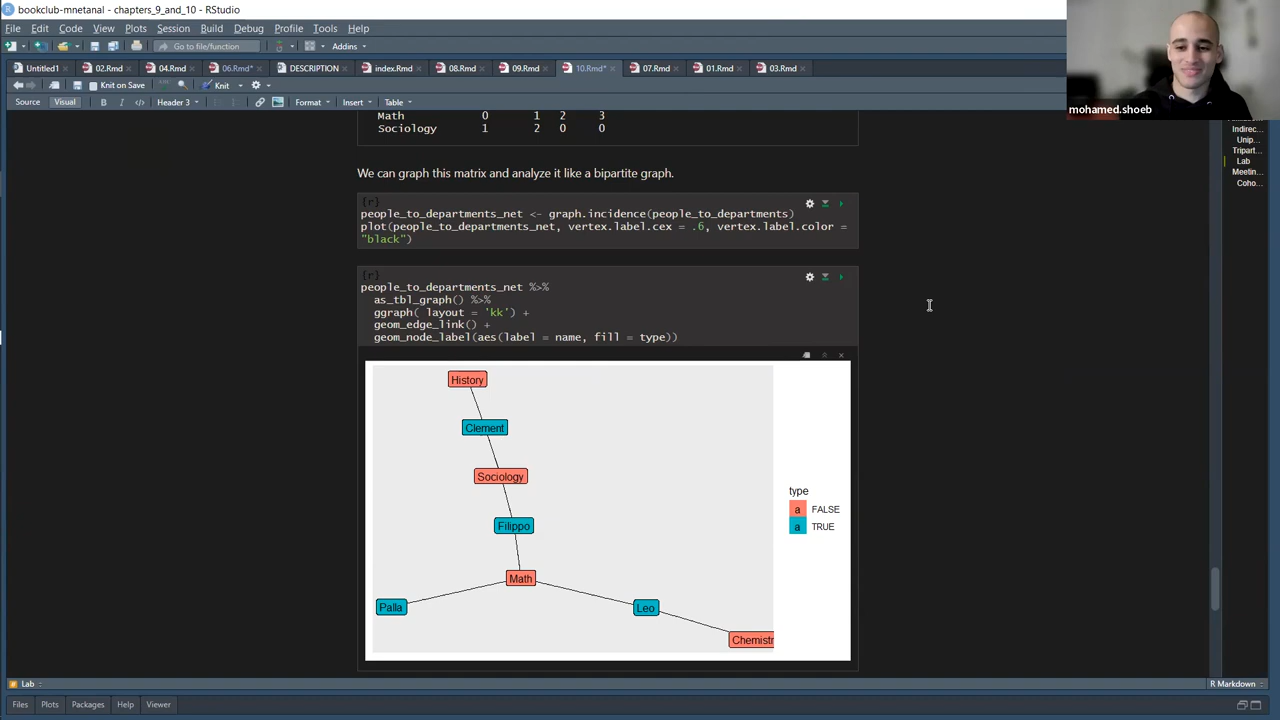 bookclub-mnetanal - chapters_9_and_10 - RStudio
File Edit Code View Plots Session Build Debug Profile Tools Help
Go to file/function Addins
Untitled1 02.Rmd 04.Rmd 06.Rmd* DESCRIPTION index.Rmd 08.Rmd 09.Rmd 10.Rmd* 07.Rmd 01.Rmd 03.Rmd
Knit on Save Knit
Source Visual B I </> Header 3 Format Insert Table
mohamed.shoeb
Math 0 1 2 3
Sociology 1 2 0 0
Indirec...
Unip...
Tripart...
Lab
Meetin...
Coho...
We can graph this matrix and analyze it like a bipartite graph.
{r}
people_to_departments_net <- graph.incidence(people_to_departments)
plot(people_to_departments_net, vertex.label.cex = .6, vertex.label.color =
"black")
{r}
people_to_departments_net %>%
as_tbl_graph() %>%
ggraph( layout = 'kk') +
geom_edge_link() +
geom_node_label(aes(label = name, fill = type))
History
Clement
Sociology
Filippo
Math
Palla
Leo
Chemistr
type
a FALSE
a TRUE
Lab
R Markdown
Files Plots Packages Help Viewer